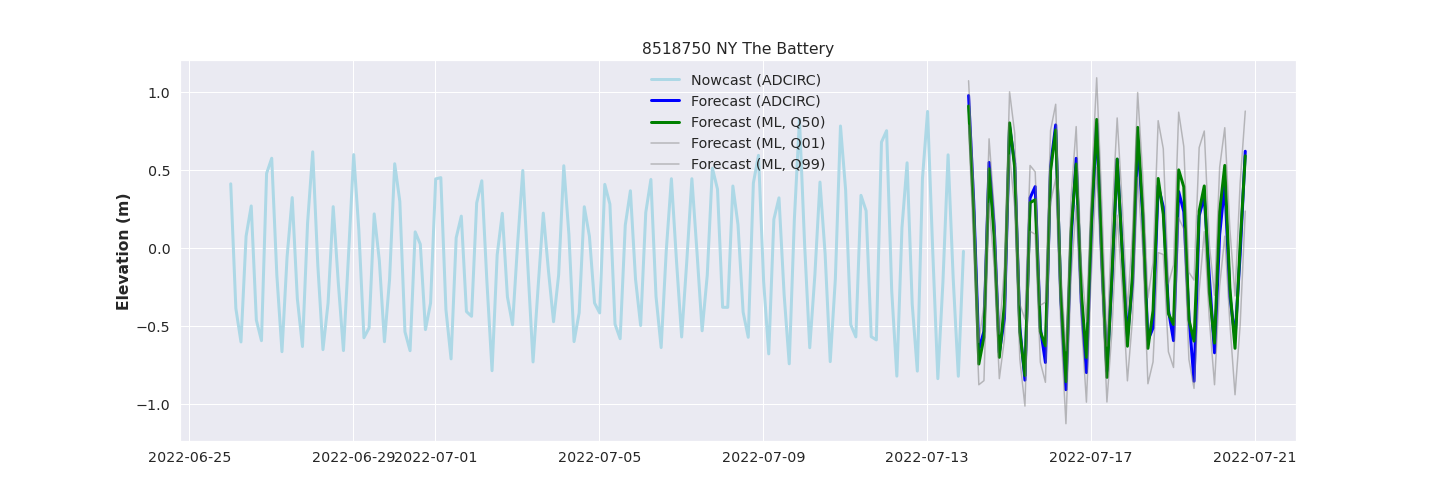 8518750 NY The Battery
Nowcast (ADCIRC)
Forecast (ADCIRC)
Forecast (ML, Q50)
Forecast (ML, Q01)
Forecast (ML, Q99)
Elevation (m)
1.0
0.5
0.0
−0.5
−1.0
2022-06-25 2022-06-29 2022-07-01 2022-07-05 2022-07-09 2022-07-13 2022-07-17 2022-07-21